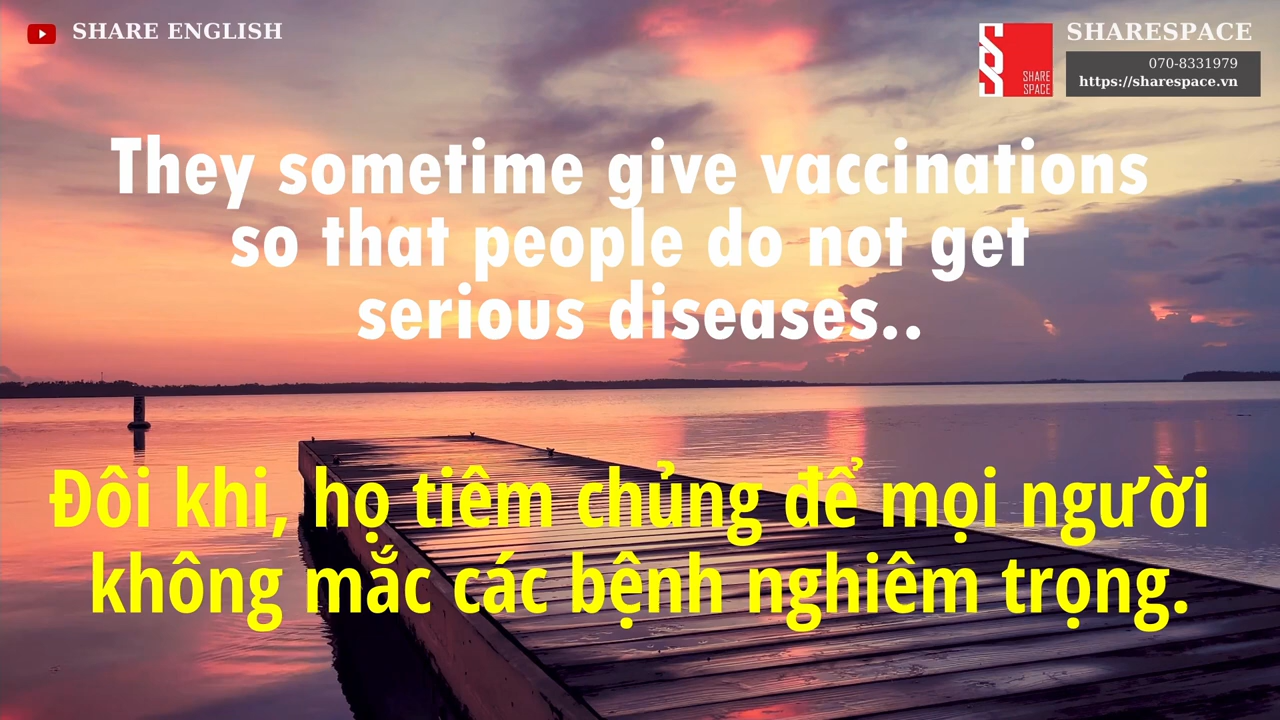 SHARE ENGLISH
SHARESPACE
070-8331979
https://sharespace.vn
SHARE
SPACE
They sometime give vaccinations
so that people do not get
serious diseases..
Đôi khi, họ tiêm chủng để mọi người
không mắc các bệnh nghiêm trọng.